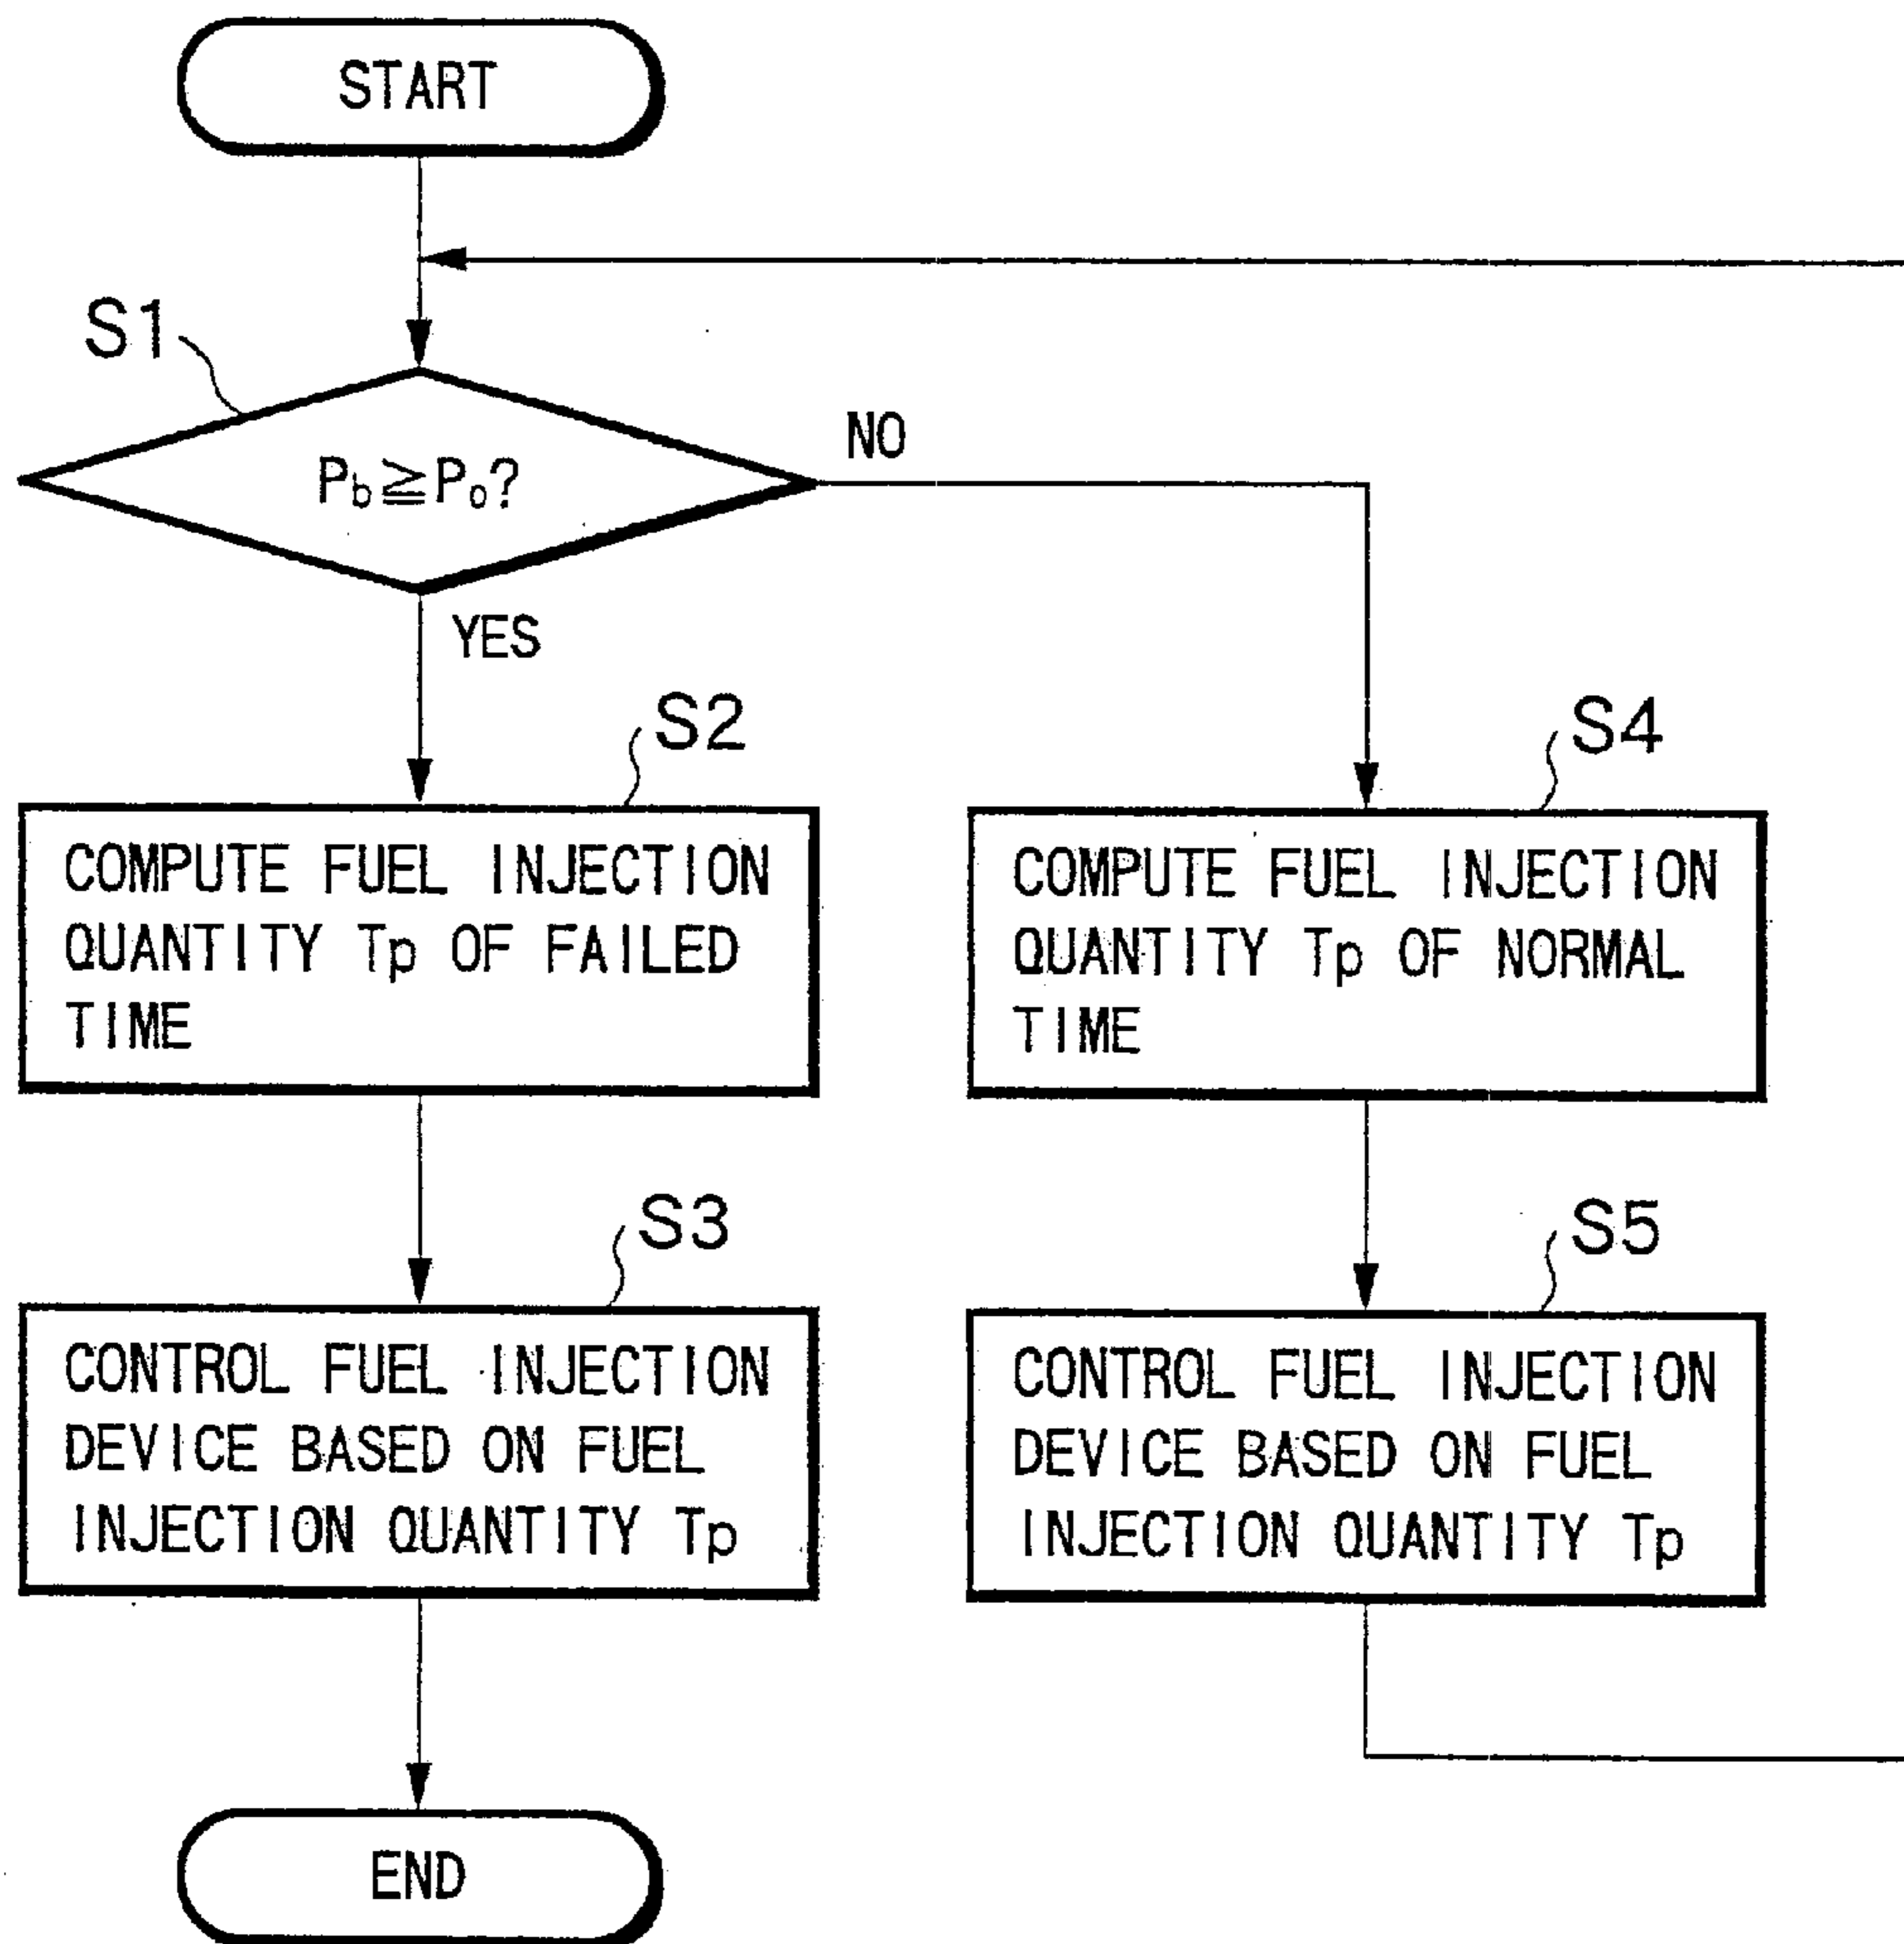 START
S1
NO
P_b≧P_o?
YES
S2
COMPUTE FUEL INJECTION
QUANTITY Tp OF FAILED
TIME
S4
COMPUTE FUEL INJECTION
QUANTITY Tp OF NORMAL
TIME
S3
CONTROL FUEL INJECTION
DEVICE BASED ON FUEL
INJECTION QUANTITY Tp
S5
CONTROL FUEL INJECTION
DEVICE BASED ON FUEL
INJECTION QUANTITY Tp
END